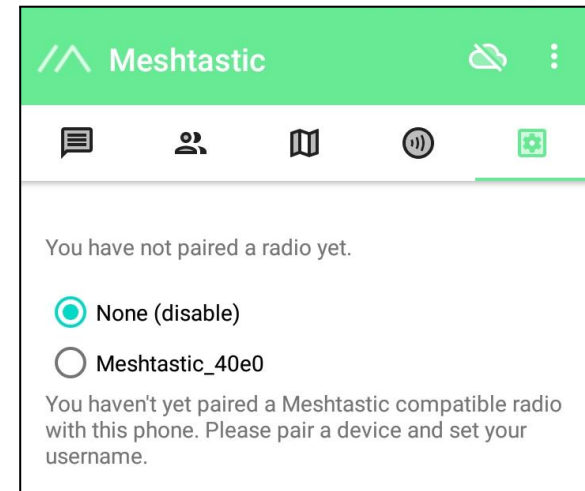 Meshtastic
You have not paired a radio yet.
None (disable)
Meshtastic_40e0
You haven't yet paired a Meshtastic compatible radio
with this phone. Please pair a device and set your
username.